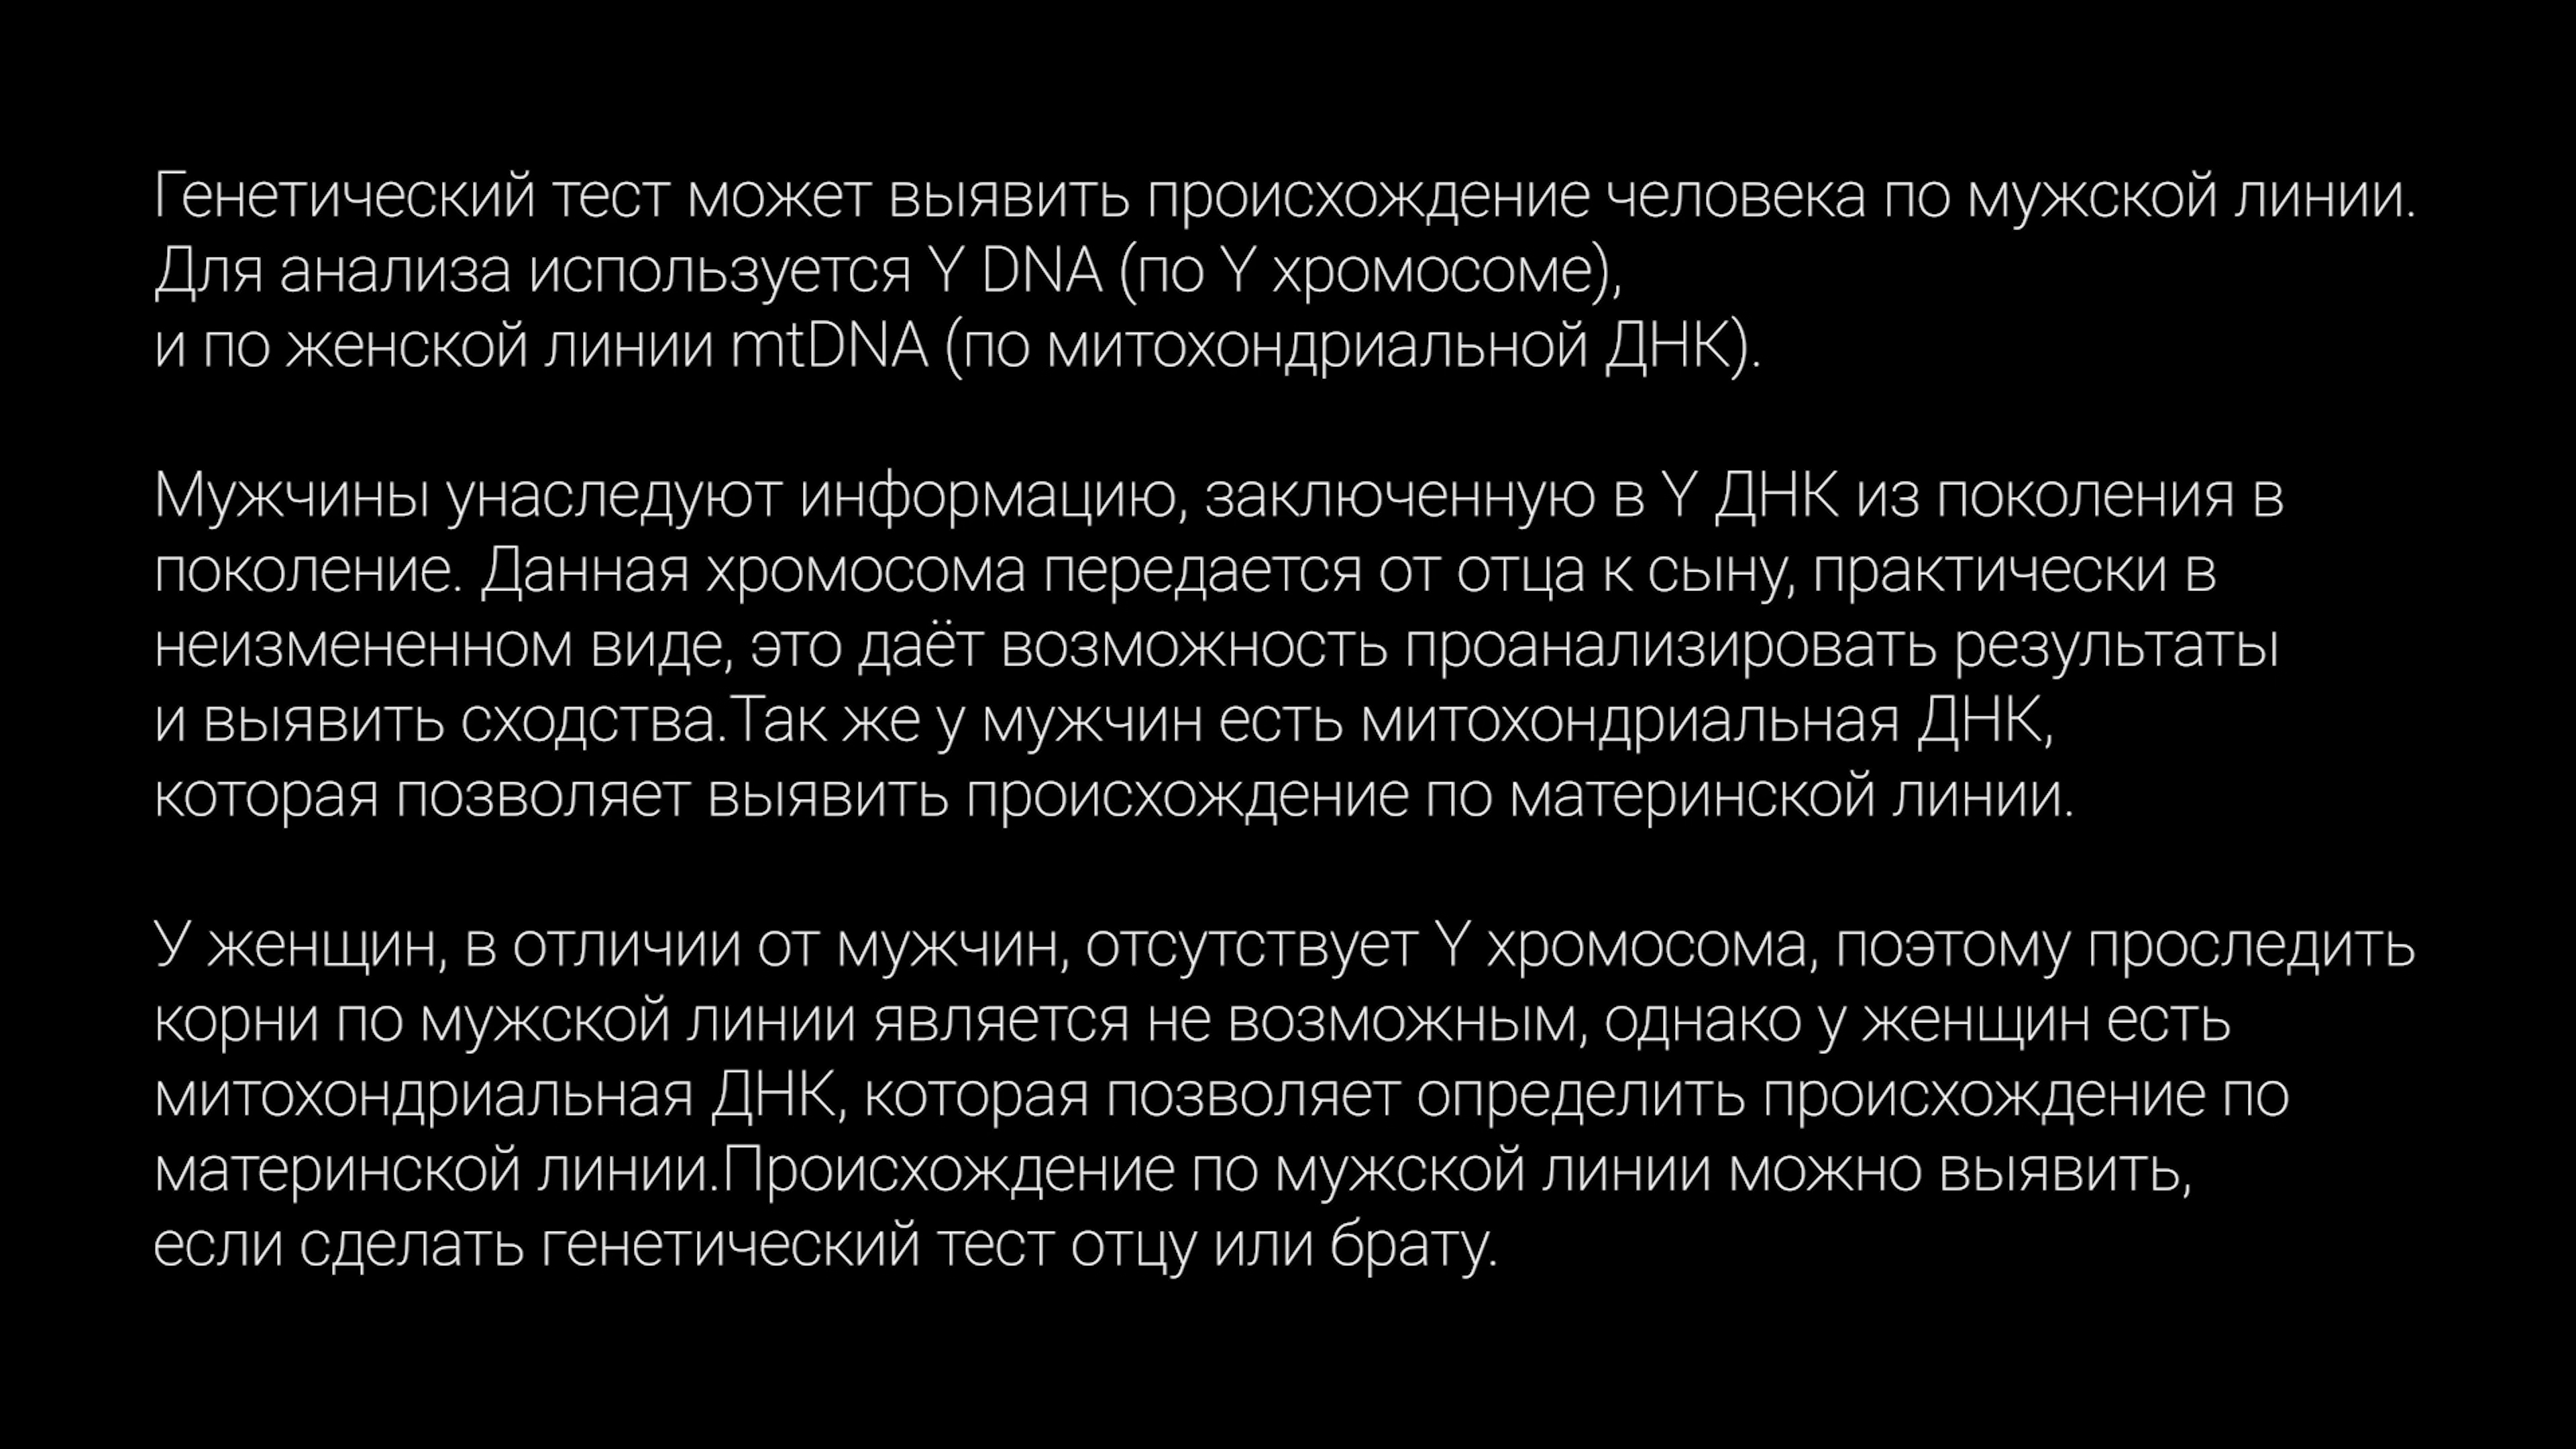 Генетический тест может выявить происхождение человека по мужской линии.
Для анализа используется Y DNA (по Y хромосоме),
и по женской линии mtDNA (по митохондриальной ДНК).
Мужчины унаследуют информацию, заключенную в Y ДНК из поколения в
поколение. Данная хромосома передается от отца к сыну, практически в
неизмененном виде, это даёт возможность проанализировать результаты
и выявить сходства.Так же у мужчин есть митохондриальная ДНК,
которая позволяет выявить происхождение по материнской линии.
У женщин, в отличии от мужчин, отсутствует Y хромосома, поэтому проследить
корни по мужской линии является не возможным, однако у женщин есть
митохондриальная ДНК, которая позволяет определить происхождение по
материнской линии.Происхождение по мужской линии можно выявить,
если сделать генетический тест отцу или брату.